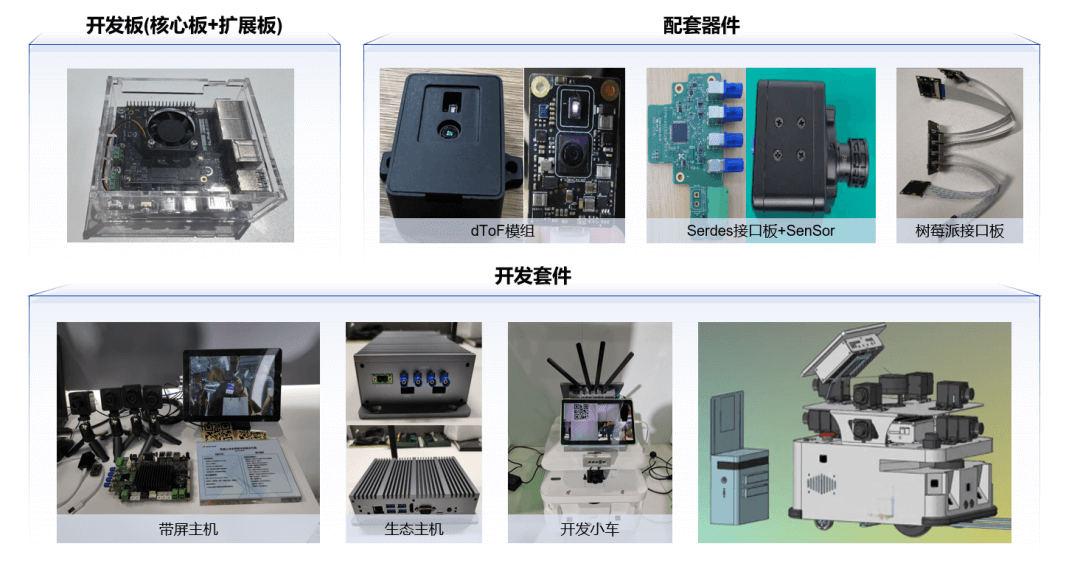 开发板(核心板+扩展板)
配套器件
dToF模组
Serdes接口板+SenSor
树莓派接口板
开发套件
带屏主机
生态主机
开发小车